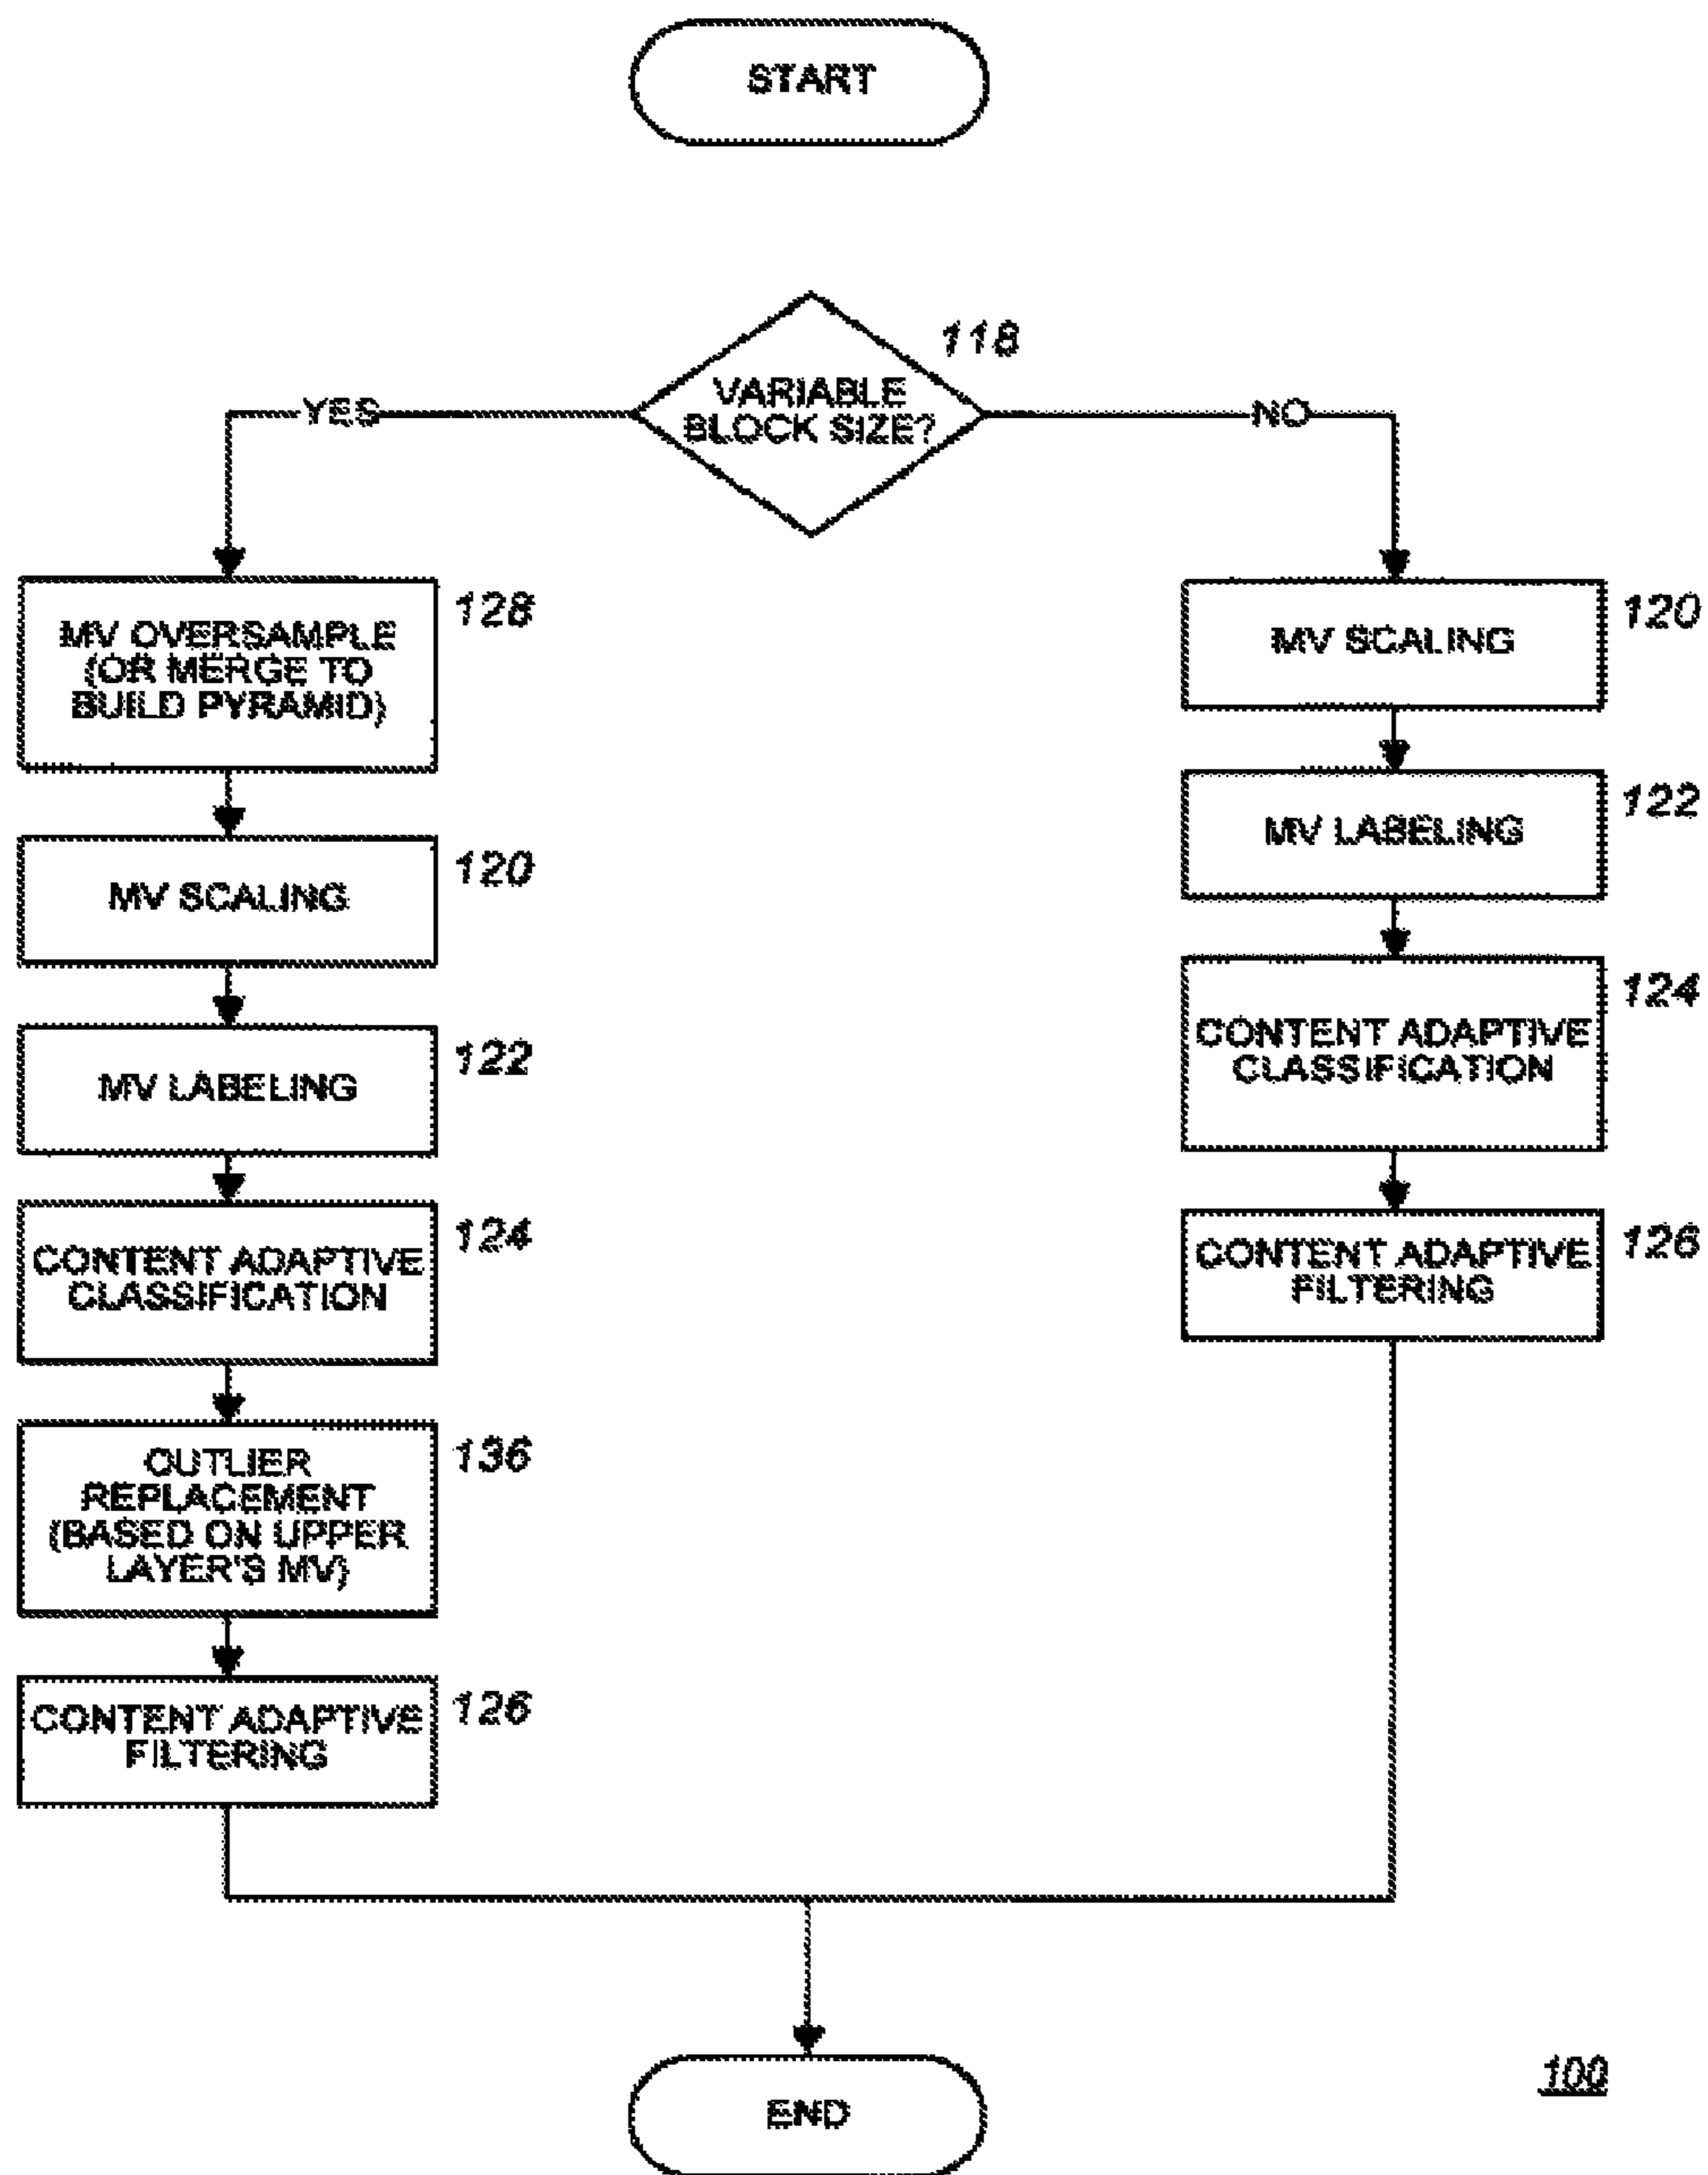 START
118
VARIABLE
BLOCK SIZE?
YES
NO
128
MV OVERSAMPLE
(OR MERGE TO
BUILD PYRAMID)
120
MV SCALING
122
MV LABELING
124
CONTENT ADAPTIVE
CLASSIFICATION
136
OUTLIER
REPLACEMENT
(BASED ON UPPER
LAYER'S MV)
126
CONTENT ADAPTIVE
FILTERING
120
MV SCALING
122
MV LABELING
124
CONTENT ADAPTIVE
CLASSIFICATION
126
CONTENT ADAPTIVE
FILTERING
END
100